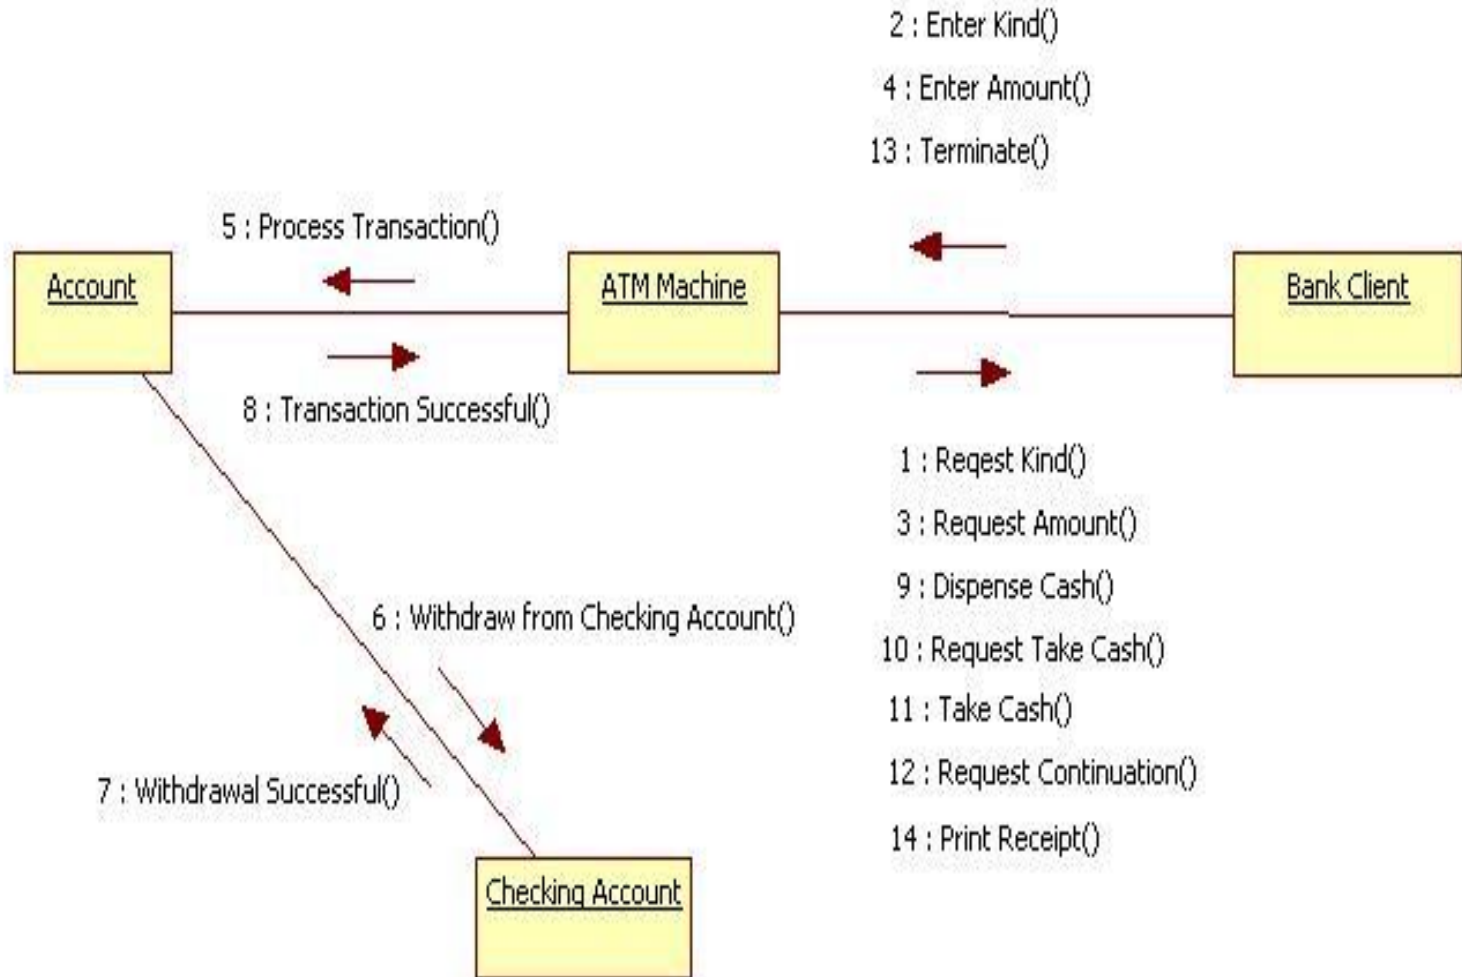 2 : Enter Kind()
4 : Enter Amount()
13 : Terminate()
5 : Process Transaction()
Account
ATM Machine
Bank Client
8 : Transaction Successful()
1 : Reqest Kind()
3 : Request Amount()
9 : Dispense Cash()
6 : Withdraw from Checking Account()
10 : Request Take Cash()
11 : Take Cash()
12 : Request Continuation()
7 : Withdrawal Successful()
14 : Print Receipt()
Checking Account